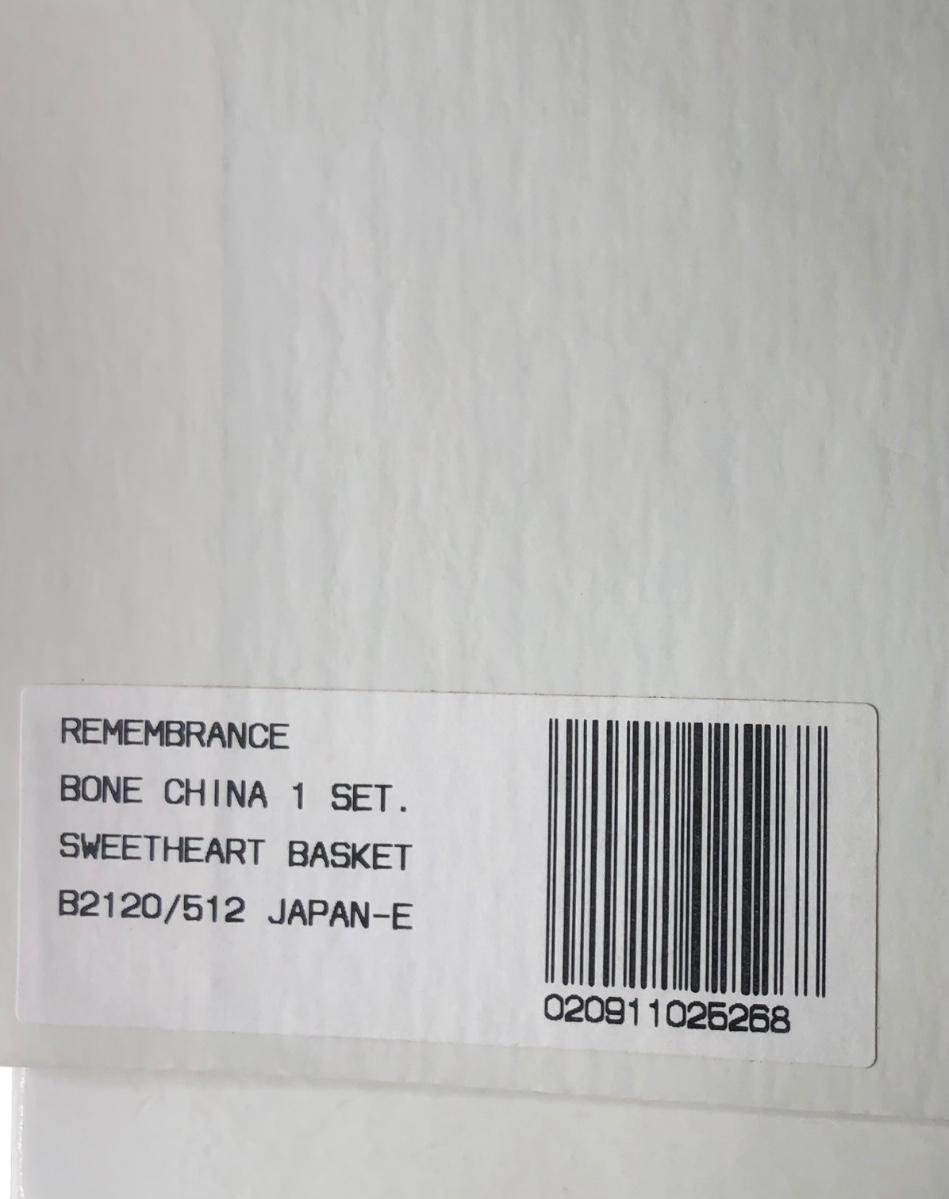 REMEMBRANCE
BONE CHINA 1 SET.
SWEETHEART BASKET
B2120/512 JAPAN-E
020911025268